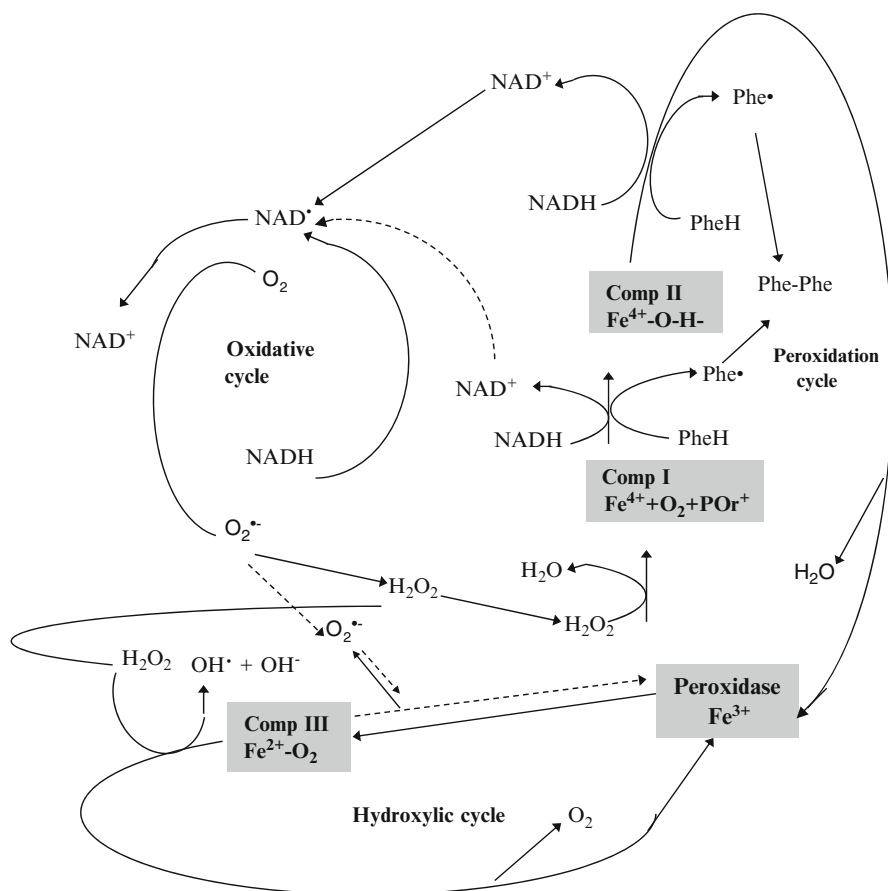 NAD⁺
Phe•
NADH
PheH
NAD•
O₂
Comp II
Fe⁴⁺-O-H-
Phe-Phe
NAD⁺
Oxidative
cycle
Peroxidation
cycle
NAD⁺
Phe•
NADH
PheH
NADH
Comp I
Fe⁴⁺+O₂+POr⁺
O₂•-
H₂O
H₂O
H₂O₂
H₂O₂
O₂•-
H₂O₂
OH• + OH-
Peroxidase
Fe³⁺
Comp III
Fe²⁺-O₂
Hydroxylic cycle
O₂